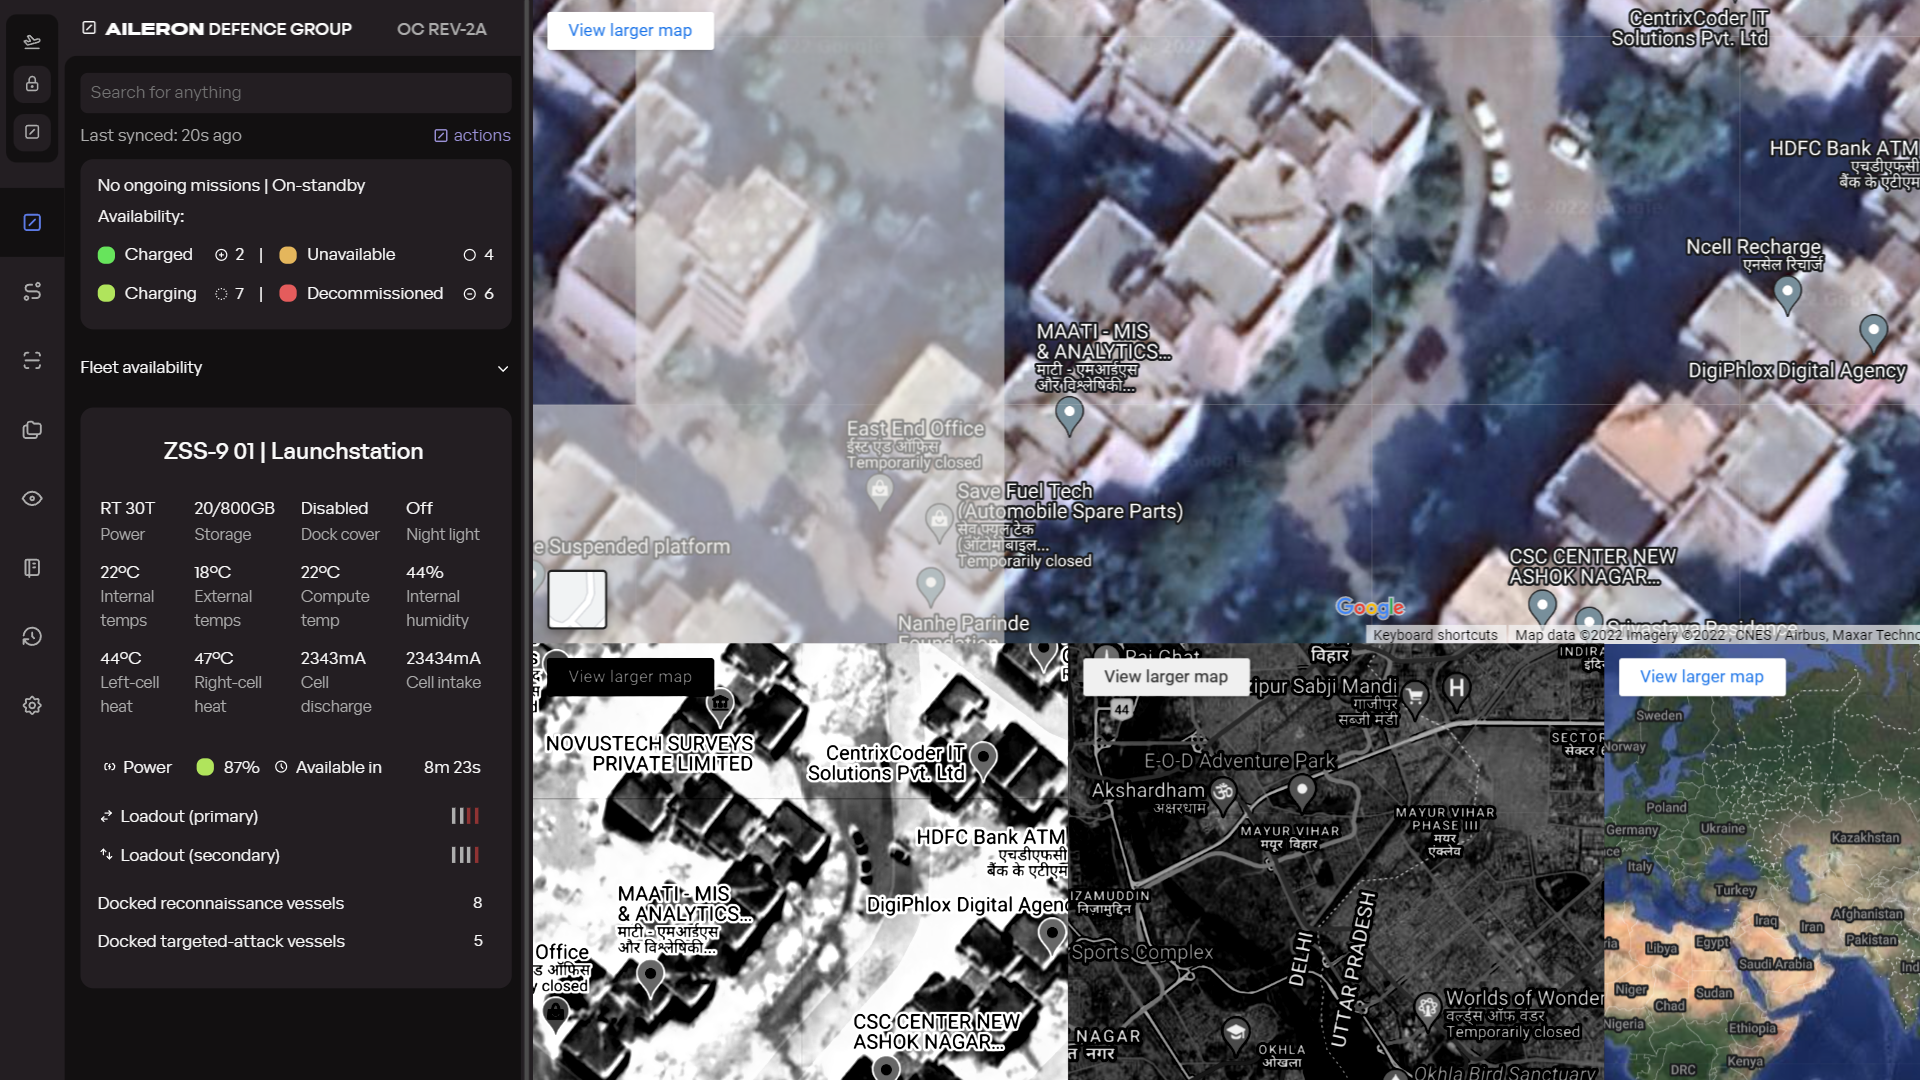 AILERON DEFENCE GROUP
OC REV-2A
Search for anything
Last synced: 20s ago
actions
No ongoing missions | On-standby
Availability:
Charged 2 | Unavailable 4
Charging 7 | Decommissioned 6
Fleet availability
ZSS-9 01 | Launchstation
RT 30T 20/800GB Disabled Off
Power Storage Dock cover Night light
22ºC 18ºC 22ºC 44%
Internal External Compute Internal
temps temps temp humidity
44ºC 47ºC 2343mA 23434mA
Left-cell Right-cell Cell Cell intake
heat heat discharge
Power 87% Available in 8m 23s
Loadout (primary)
Loadout (secondary)
Docked reconnaissance vessels 8
Docked targeted-attack vessels 5
View larger map
CentrixCoder IT
Solutions Pvt. Ltd
HDFC Bank ATM
एचडीएफसी
बैंक के एटीएम
Ncell Recharge
एनसेल रिचार्ज
DigiPhlox Digital Agency
MAATI - MIS
& ANALYTICS...
माटी - एमआईएस
और विश्लेषिकी...
East End Office
ईस्ट एंड ऑफिस
Temporarily closed
Save Fuel Tech
(Automobile Spare Parts)
सेव फ्यूल टेक
(ऑटोमोबाइल...
Temporarily closed
e Suspended platform
Nanhe Parinde
Foundation
CSC CENTER NEW
ASHOK NAGAR...
Srivastava Residence
Google
Keyboard shortcuts
Map data ©2022 Imagery ©2022 , CNES / Airbus, Maxar Techno
View larger map
NOVUSTECH SURVEYS
PRIVATE LIMITED
CentrixCoder IT
Solutions Pvt. Ltd
HDFC Bank ATM
एचडीएफसी
बैंक के एटीएम
MAATI - MIS
& ANALYTICS...
माटी - एमआईएस
और विश्लेषिकी...
DigiPhlox Digital Agenc
Office
ड ऑफिस
y closed
CSC CENTER NEW
ASHOK NAGAR...
View larger map
Raj Ghat
विहार
INDIRA
44
zipur Sabji Mandi
गाजीपुर
सब्जी मंडी
H
SECTOR
सेक्टर
E-O-D Adventure Park
Akshardham
अक्षरधाम
MAYUR VIHAR
मयूर विहार
MAYUR VIHAR
PHASE III
मयर
एंक्लेव
IZAMUDDIN
निज़ामुद्दिन
Sports Complex
DELHI
UTTAR PRADESH
Worlds of Wonder
वर्ल्ड्स ऑफ वंडर
Temporarily closed
NAGAR
त नगर
OKHLA
ओखला
Okhla Bird Sanctuary
View larger map
Sweden
Norway
Poland
Germany
Ukraine
Kazakhstan
Italy
Turkey
Iraq
Iran
Afghanistan
Pakistan
Libya
Egypt
Saudi Arabia
Ind
Niger
Chad
Sudan
Nigeria
Ethiopia
Kenya
DRC